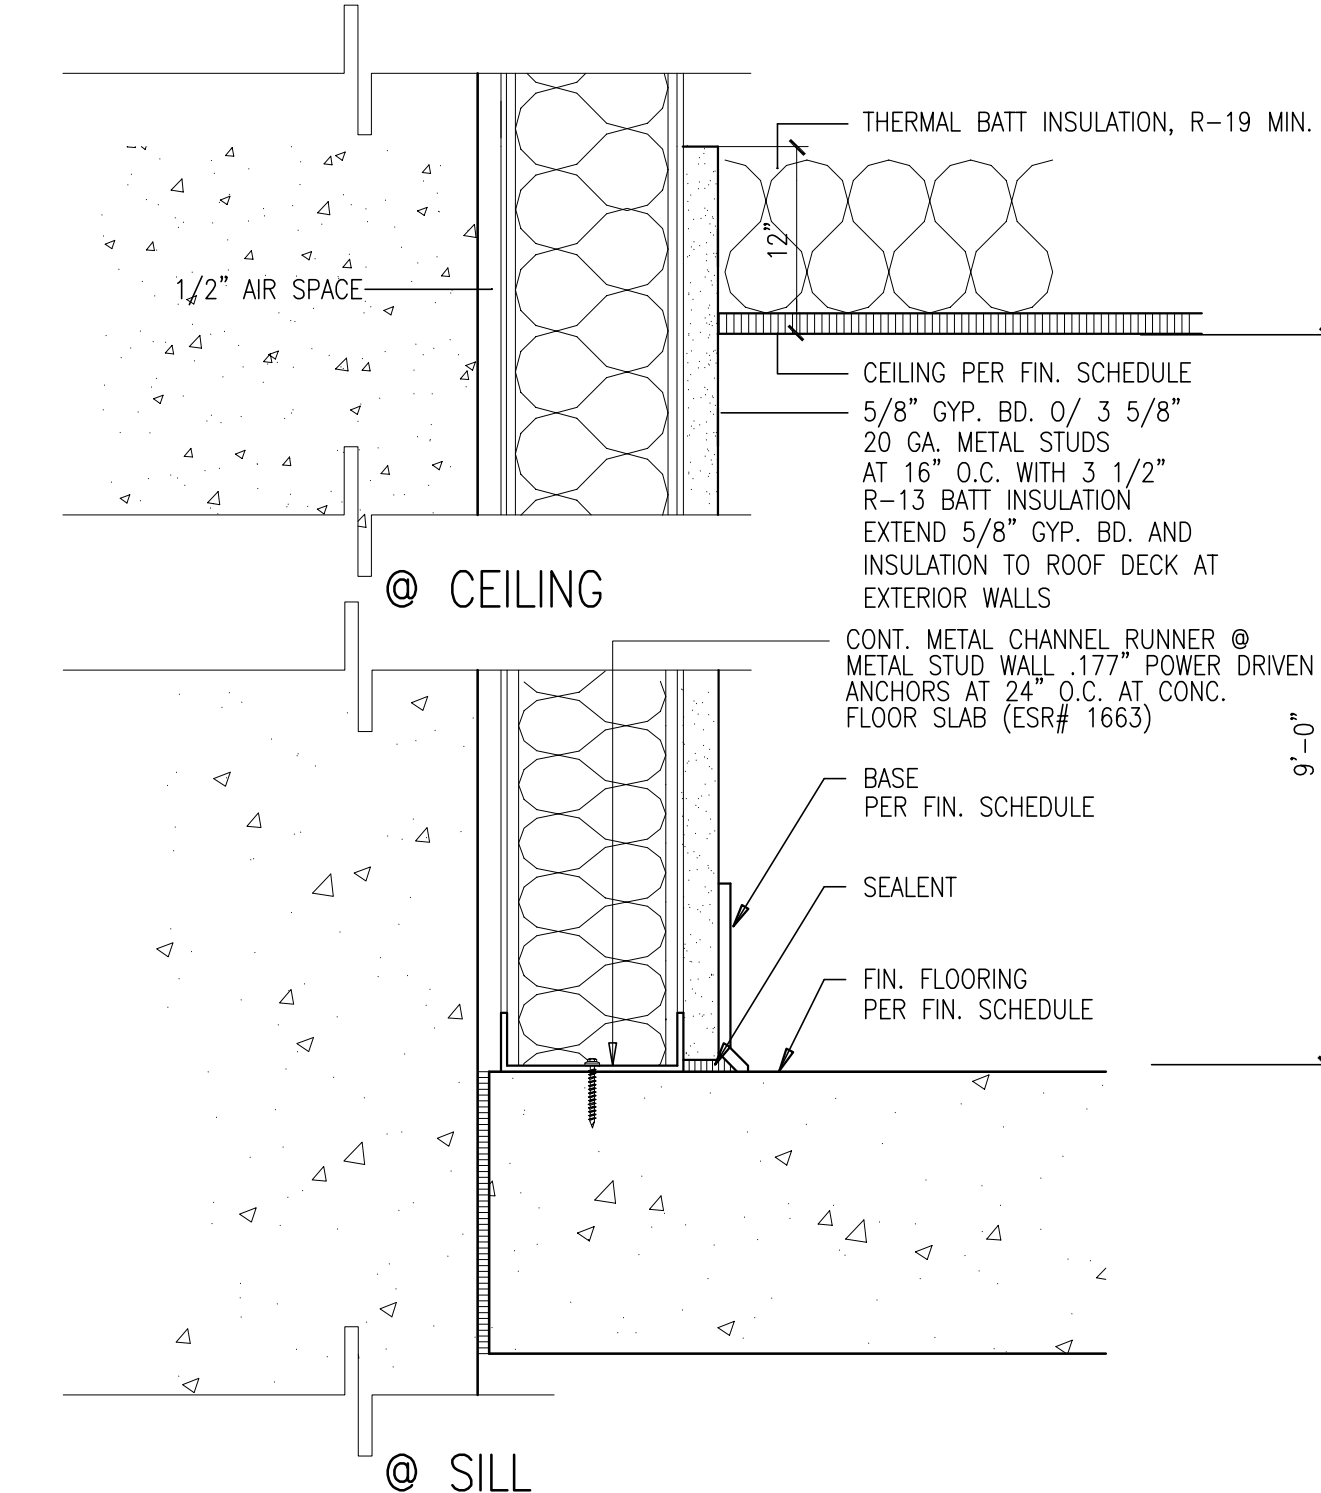 THERMAL BATT INSULATION, R-19 MIN.
12"
1/2" AIR SPACE
CEILING PER FIN. SCHEDULE
5/8" GYP. BD. O/ 3 5/8"
20 GA. METAL STUDS
AT 16" O.C. WITH 3 1/2"
R-13 BATT INSULATION
EXTEND 5/8" GYP. BD. AND
INSULATION TO ROOF DECK AT
EXTERIOR WALLS
@ CEILING
CONT. METAL CHANNEL RUNNER @
METAL STUD WALL .177" POWER DRIVEN
ANCHORS AT 24" O.C. AT CONC.
FLOOR SLAB (ESR# 1663)
9'-0"
BASE
PER FIN. SCHEDULE
SEALENT
FIN. FLOORING
PER FIN. SCHEDULE
@ SILL